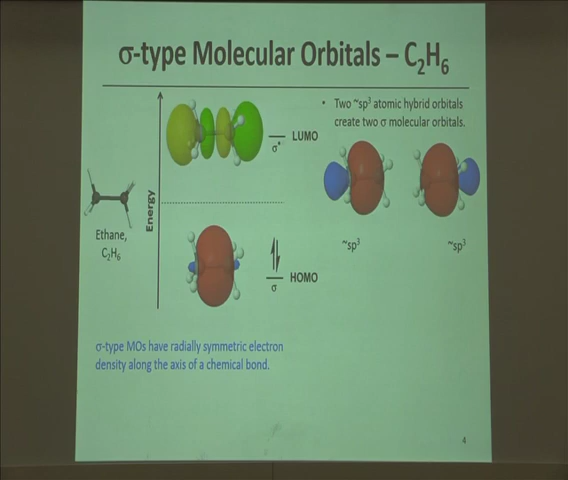 σ-type Molecular Orbitals – C₂H₆
• Two ~sp³ atomic hybrid orbitals
create two σ molecular orbitals.
LUMO
σ*
Energy
Ethane,
C₂H₆
~sp³
~sp³
HOMO
σ
σ-type MOs have radially symmetric electron
density along the axis of a chemical bond.
4